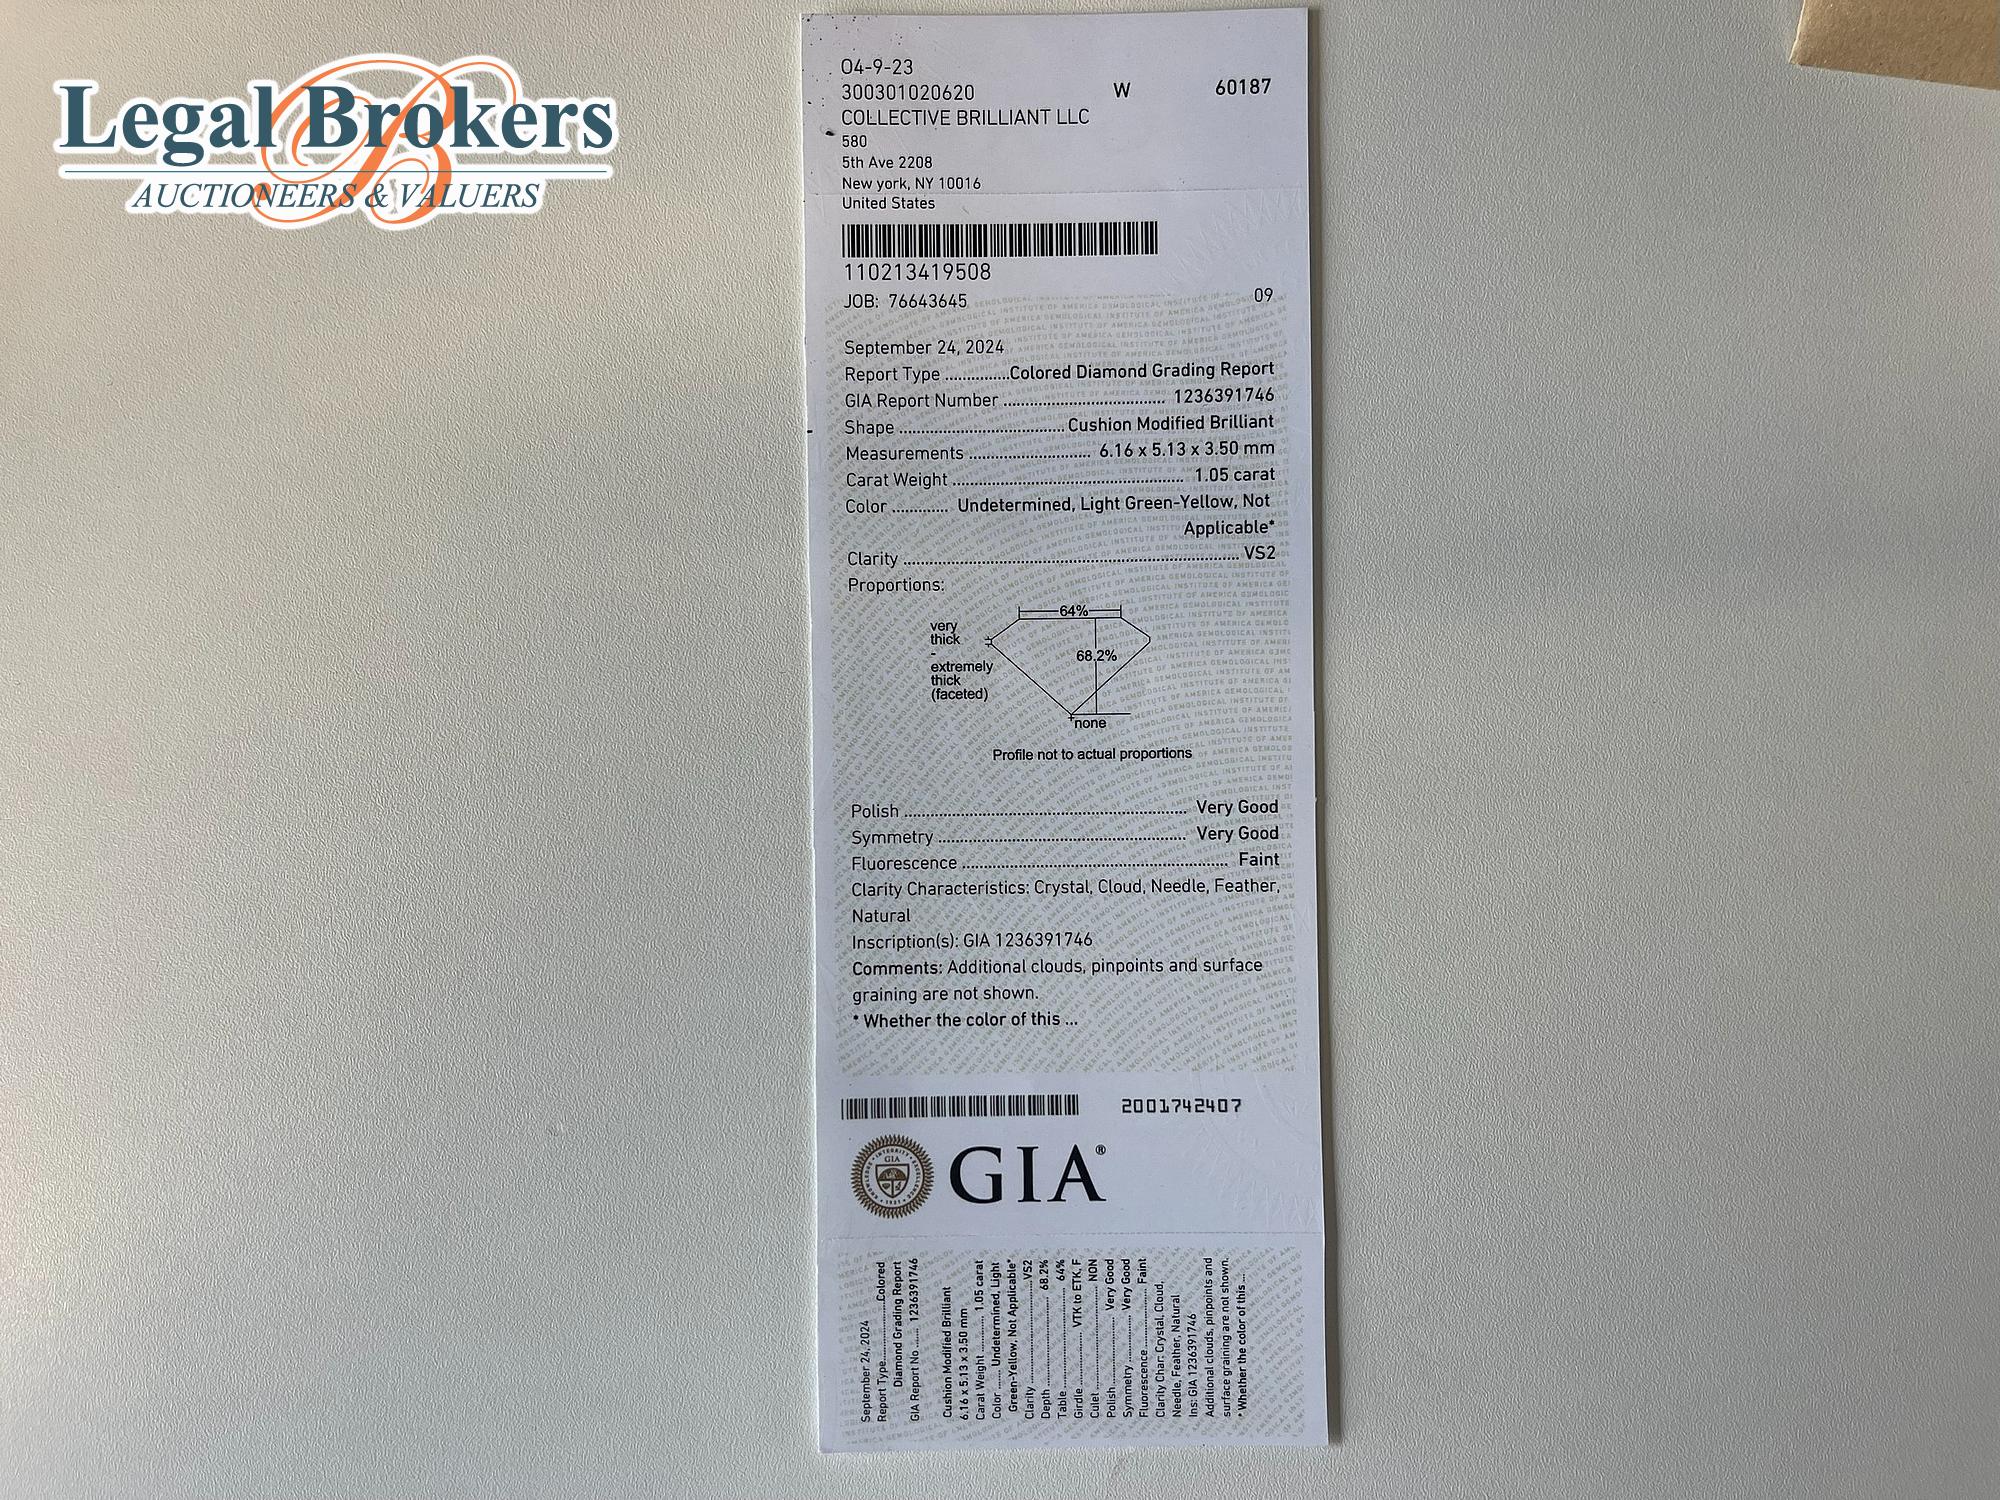 Legal Brokers
AUCTIONEERS & VALUERS
04-9-23
300301020620 W 60187
COLLECTIVE BRILLIANT LLC
580
5th Ave 2208
New york, NY 10016
United States
110213419508
JOB: 76643645 09
September 24, 2024
Report Type ..............Colored Diamond Grading Report
GIA Report Number ................................... 1236391746
Shape ....................................Cushion Modified Brilliant
Measurements .......................... 6.16 x 5.13 x 3.50 mm
Carat Weight .................................................. 1.05 carat
Color ............ Undetermined, Light Green-Yellow, Not
Applicable*
Clarity ......................................................................... VS2
Proportions:
64%
very
thick
-
extremely
thick
(faceted)
68.2%
none
Profile not to actual proportions
Polish ............................................................. Very Good
Symmetry ...................................................... Very Good
Fluorescence .......................................................... Faint
Clarity Characteristics: Crystal, Cloud, Needle, Feather,
Natural
Inscription(s): GIA 1236391746
Comments: Additional clouds, pinpoints and surface
graining are not shown.
* Whether the color of this ...
2001742407
GIA®
September 24, 2024
Report Type..............Colored
Diamond Grading Report
GIA Report No ...... 1236391746
Cushion Modified Brilliant
6.16 x 5.13 x 3.50 mm
Carat Weight .......... 1.05 carat
Color ...... Undetermined, Light
Green-Yellow, Not Applicable*
Clarity ................................VS2
Depth ............................. 68.2%
Table ................................ 64%
Girdle ............... VTK to ETK, F
Culet ............................... NON
Polish ....................... Very Good
Symmetry ................ Very Good
Fluorescence .................. Faint
Clarity Char: Crystal, Cloud,
Needle, Feather, Natural
Ins: GIA 1236391746
Additional clouds, pinpoints and
surface graining are not shown.
* Whether the color of this ...